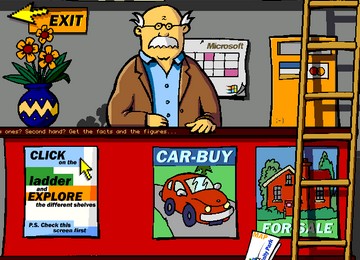 EXIT
Microsoft
e ones? Second hand? Get the facts and the figures...
CLICK
on the
ladder
and
EXPLORE
the different shelves
P.S. Check this
screen first
CAR-BUY
FOR SALE